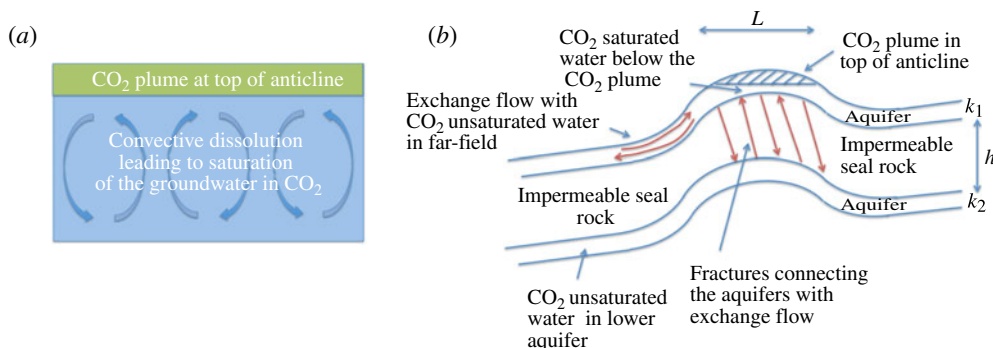 (a)
CO2 plume at top of anticline
Convective dissolution
leading to saturation
of the groundwater in CO2
(b)
L
CO2 saturated
water below the
CO2 plume
CO2 plume in
top of anticline
Exchange flow with
CO2 unsaturated water
in far-field
k1
Aquifer
Impermeable
seal rock
h
Impermeable seal
rock
Aquifer
k2
CO2 unsaturated
water in lower
aquifer
Fractures connecting
the aquifers with
exchange flow